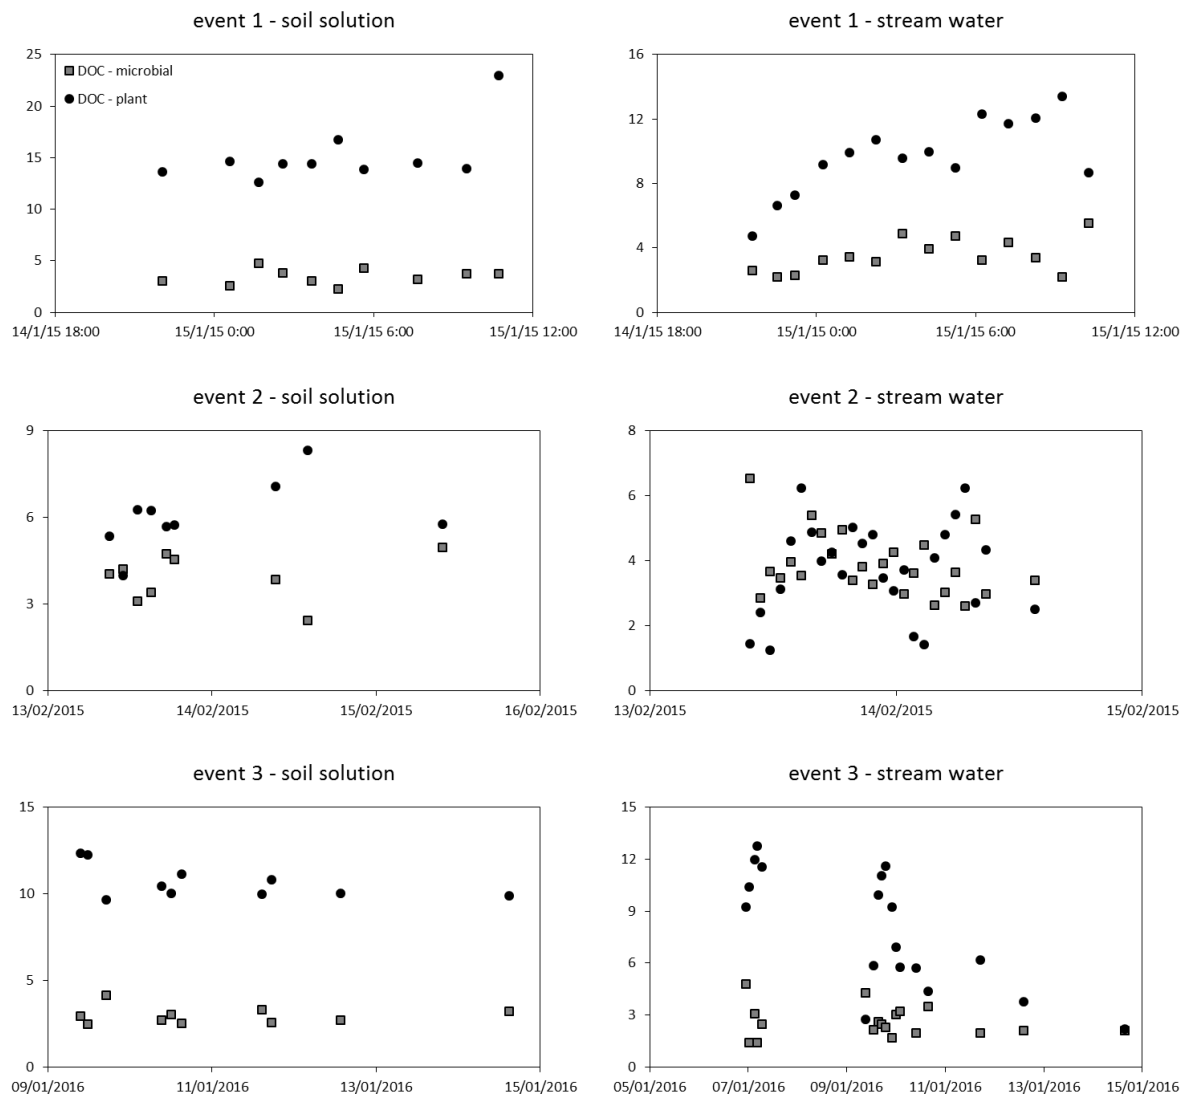 event 1 - soil solution
25
20
15
10
5
0
DOC - microbial
DOC - plant
14/1/15 18:00 15/1/15 0:00 15/1/15 6:00 15/1/15 12:00
event 1 - stream water
16
12
8
4
0
14/1/15 18:00 15/1/15 0:00 15/1/15 6:00 15/1/15 12:00
event 2 - soil solution
9
6
3
0
13/02/2015 14/02/2015 15/02/2015 16/02/2015
event 2 - stream water
8
6
4
2
0
13/02/2015 14/02/2015 15/02/2015
event 3 - soil solution
15
10
5
0
09/01/2016 11/01/2016 13/01/2016 15/01/2016
event 3 - stream water
15
12
9
6
3
0
05/01/2016 07/01/2016 09/01/2016 11/01/2016 13/01/2016 15/01/2016